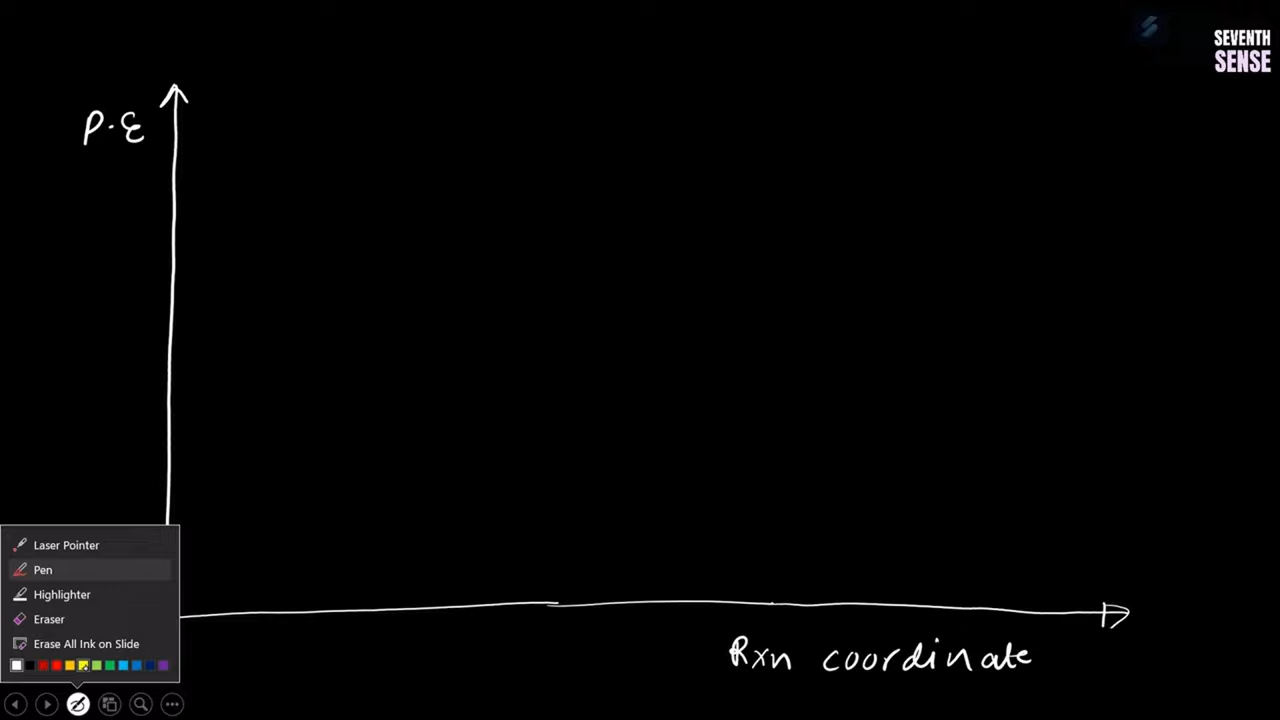 SEVENTH
SENSE
P.E
Laser Pointer
Pen
Highlighter
Eraser
Erase All Ink on Slide
Rxn coordinate